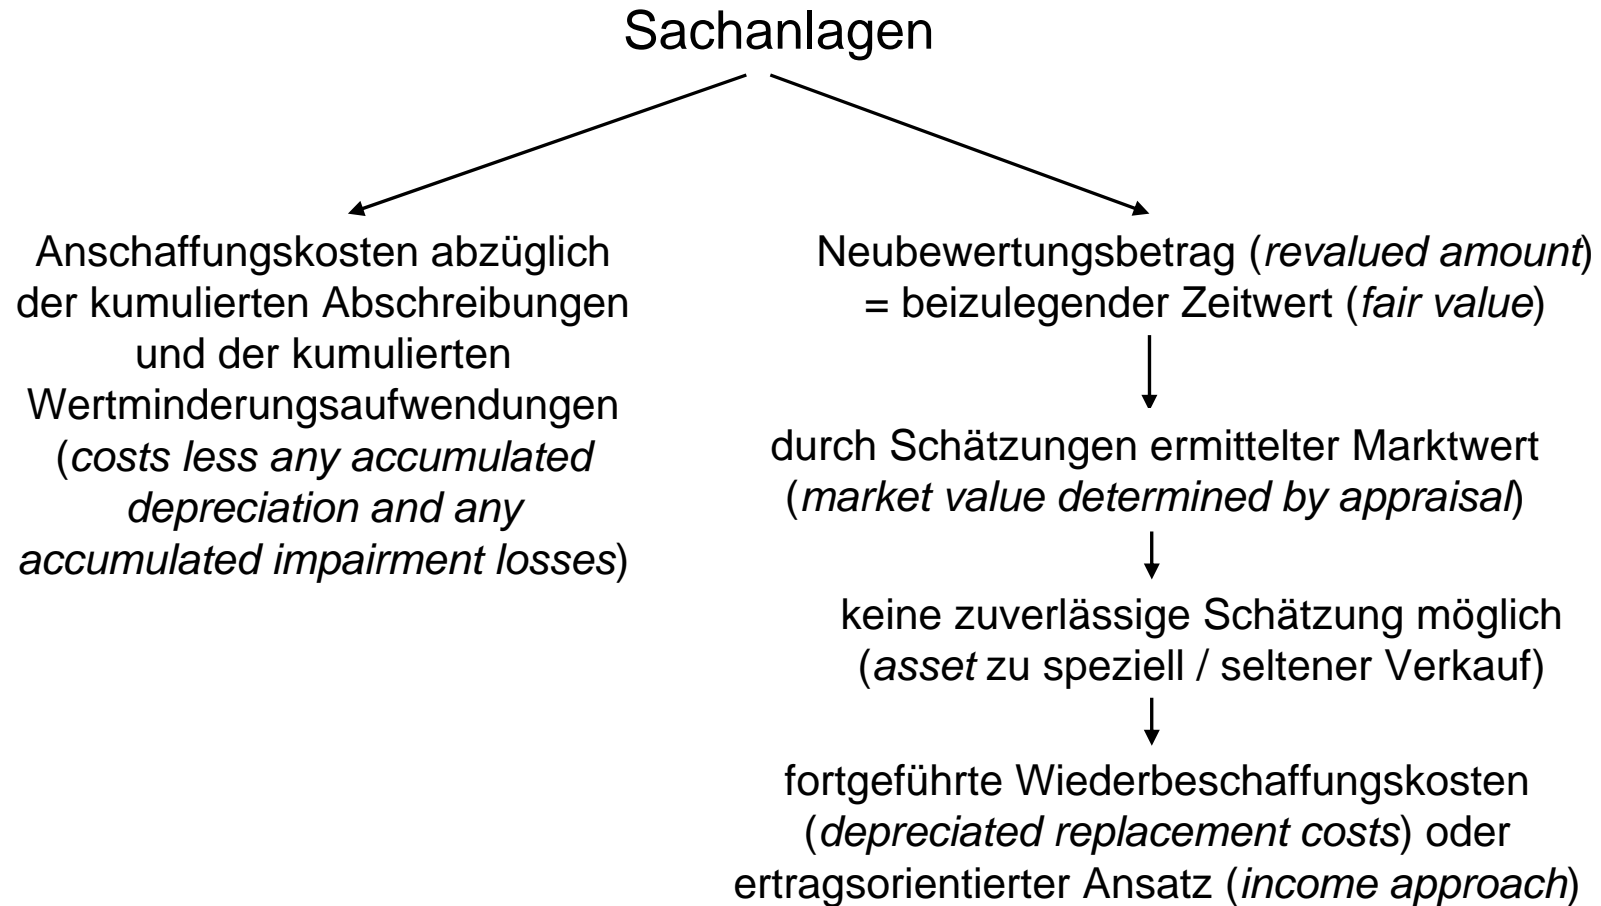 Sachanlagen
Anschaffungskosten abzüglich
der kumulierten Abschreibungen
und der kumulierten
Wertminderungsaufwendungen
(costs less any accumulated
depreciation and any
accumulated impairment losses)
Neubewertungsbetrag (revalued amount)
= beizulegender Zeitwert (fair value)
durch Schätzungen ermittelter Marktwert
(market value determined by appraisal)
keine zuverlässige Schätzung möglich
(asset zu speziell / seltener Verkauf)
fortgeführte Wiederbeschaffungskosten
(depreciated replacement costs) oder
ertragsorientierter Ansatz (income approach)